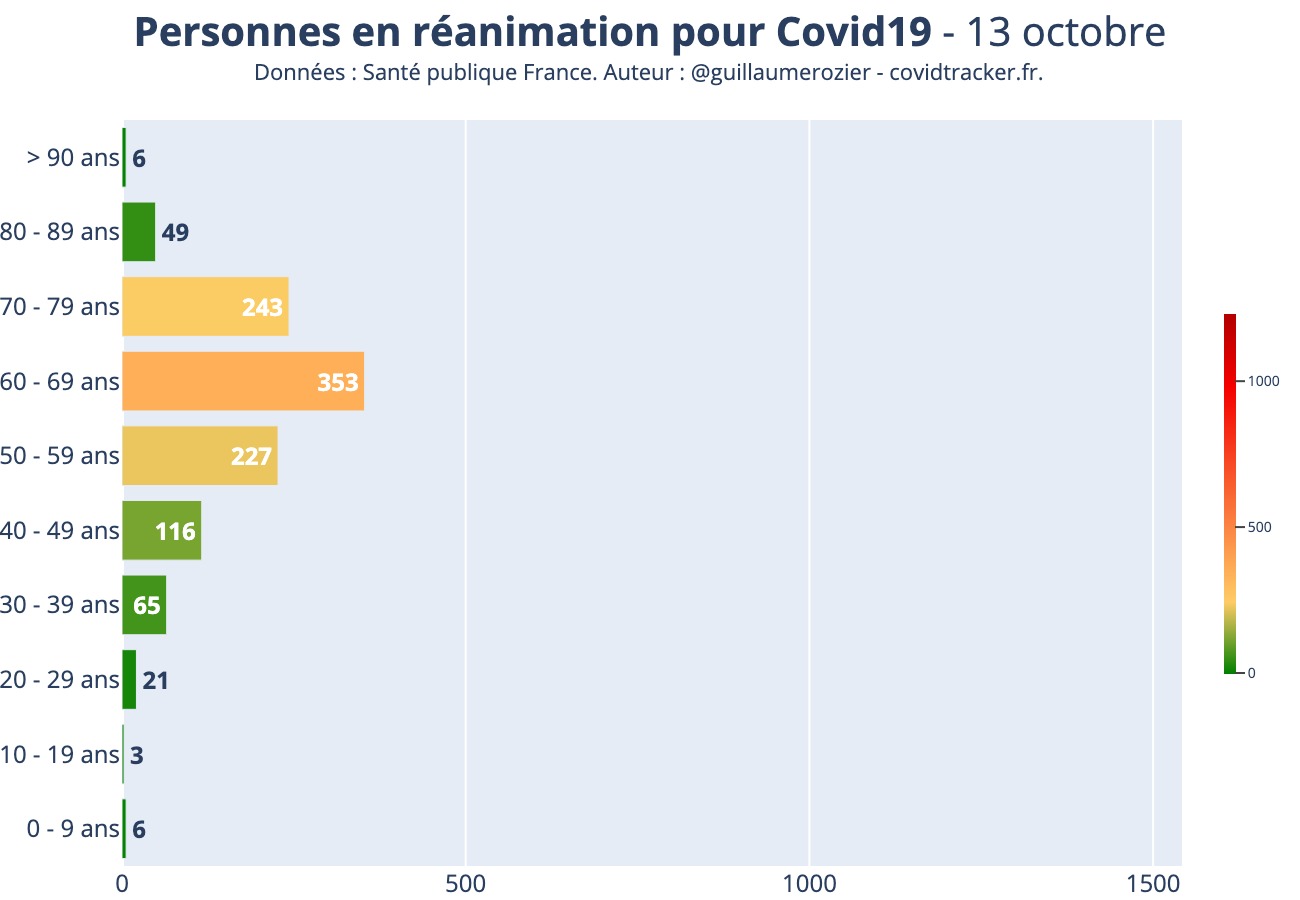 Personnes en réanimation pour Covid19 - 13 octobre
Données : Santé publique France. Auteur : @guillaumerozier - covidtracker.fr.
> 90 ans 6
80 - 89 ans 49
70 - 79 ans 243
60 - 69 ans 353
50 - 59 ans 227
40 - 49 ans 116
30 - 39 ans 65
20 - 29 ans 21
10 - 19 ans 3
0 - 9 ans 6
0 500 1000 1500
1000
500
0